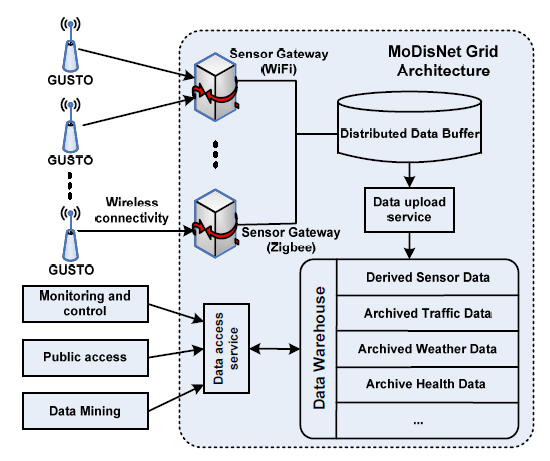 MoDisNet Grid
Architecture
GUSTO
Sensor Gateway
(WiFi)
GUSTO
Distributed Data Buffer
Wireless
connectivity
Data upload
service
GUSTO
Sensor Gateway
(Zigbee)
Monitoring and
control
Public access
Data Mining
Data access
service
Data Warehouse
Derived Sensor Data
Archived Traffic Data
Archived Weather Data
Archive Health Data
...